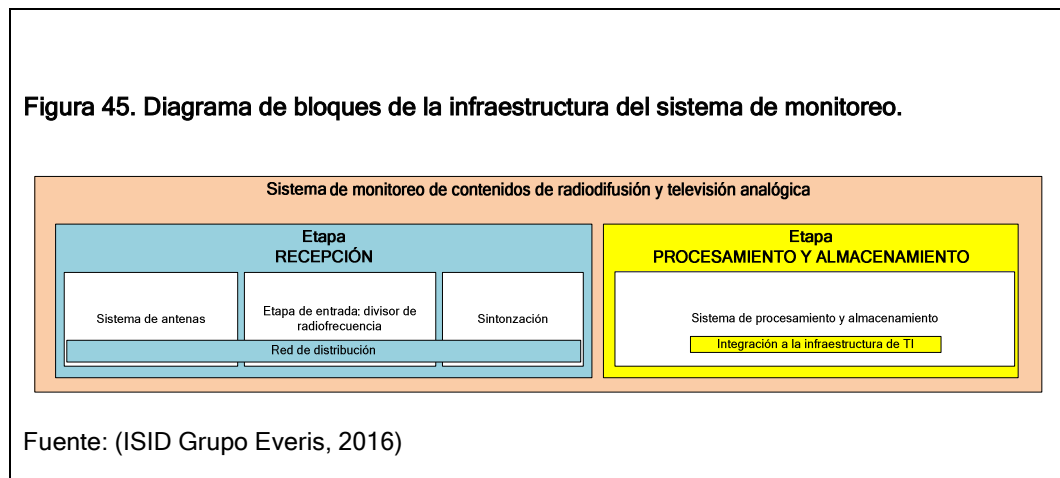 Figura 45. Diagrama de bloques de la infraestructura del sistema de monitoreo.
Sistema de monitoreo de contenidos de radiodifusión y televisión analógica
Etapa
RECEPCIÓN
Sistema de antenas
Etapa de entrada; divisor de
radiofrecuencia
Sintonzación
Red de distribución
Etapa
PROCESAMIENTO Y ALMACENAMIENTO
Sistema de procesamiento y almacenamiento
Integración a la infraestructura de TI
Fuente: (ISID Grupo Everis, 2016)